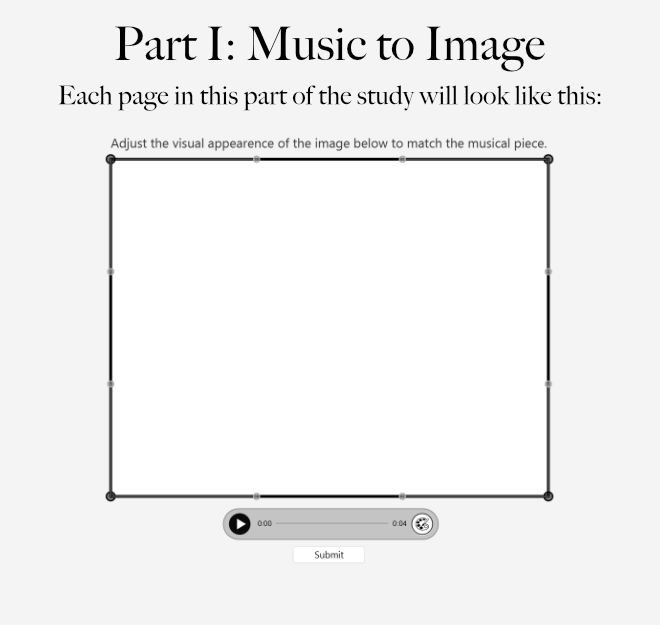 Part I: Music to Image
Each page in this part of the study will look like this:
Adjust the visual appearence of the image below to match the musical piece.
0:00 0:04
Submit